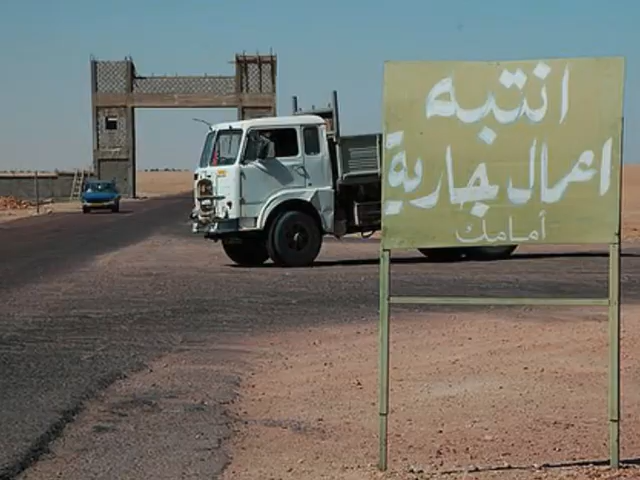 انتبه
اعمال جارية
أمامك